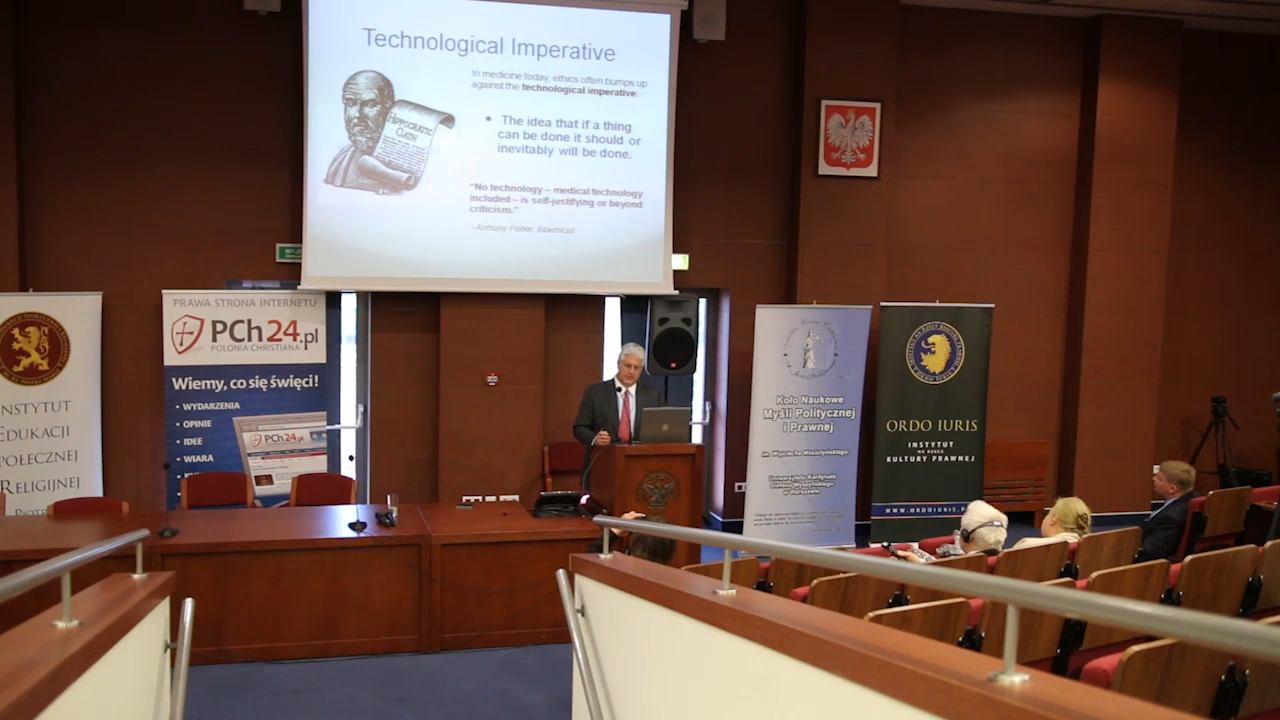 Technological Imperative
In medicine today, ethics often bumps up
against the technological imperative.
• The idea that if a thing
can be done it should or
inevitably will be done.
"No technology – medical technology
included – is self-justifying or beyond
criticism."
- Anthony Fisher, Bioethicist
HIPPOCRATIC
OATH
INSTYTUT
EDUKACJI
SPOŁECZNEJ
RELIGIJNEJ
PRAWA STRONA INTERNETU
PCh24.pl
POLONIA CHRISTIANA
Wiemy, co się święci!
• WYDARZENIA
• OPINIE
• IDEE
• WIARA
PCh24.pl
Koło Naukowe
Myśli Politycznej
i Prawnej
im. Wojciecha Wasiutyńskiego
Uniwersytetu Kardynała
Stefana Wyszyńskiego
w Warszawie
ORDO IURIS
INSTYTUT
NA RZECZ
KULTURY PRAWNEJ
WWW.ORDOIURIS.P